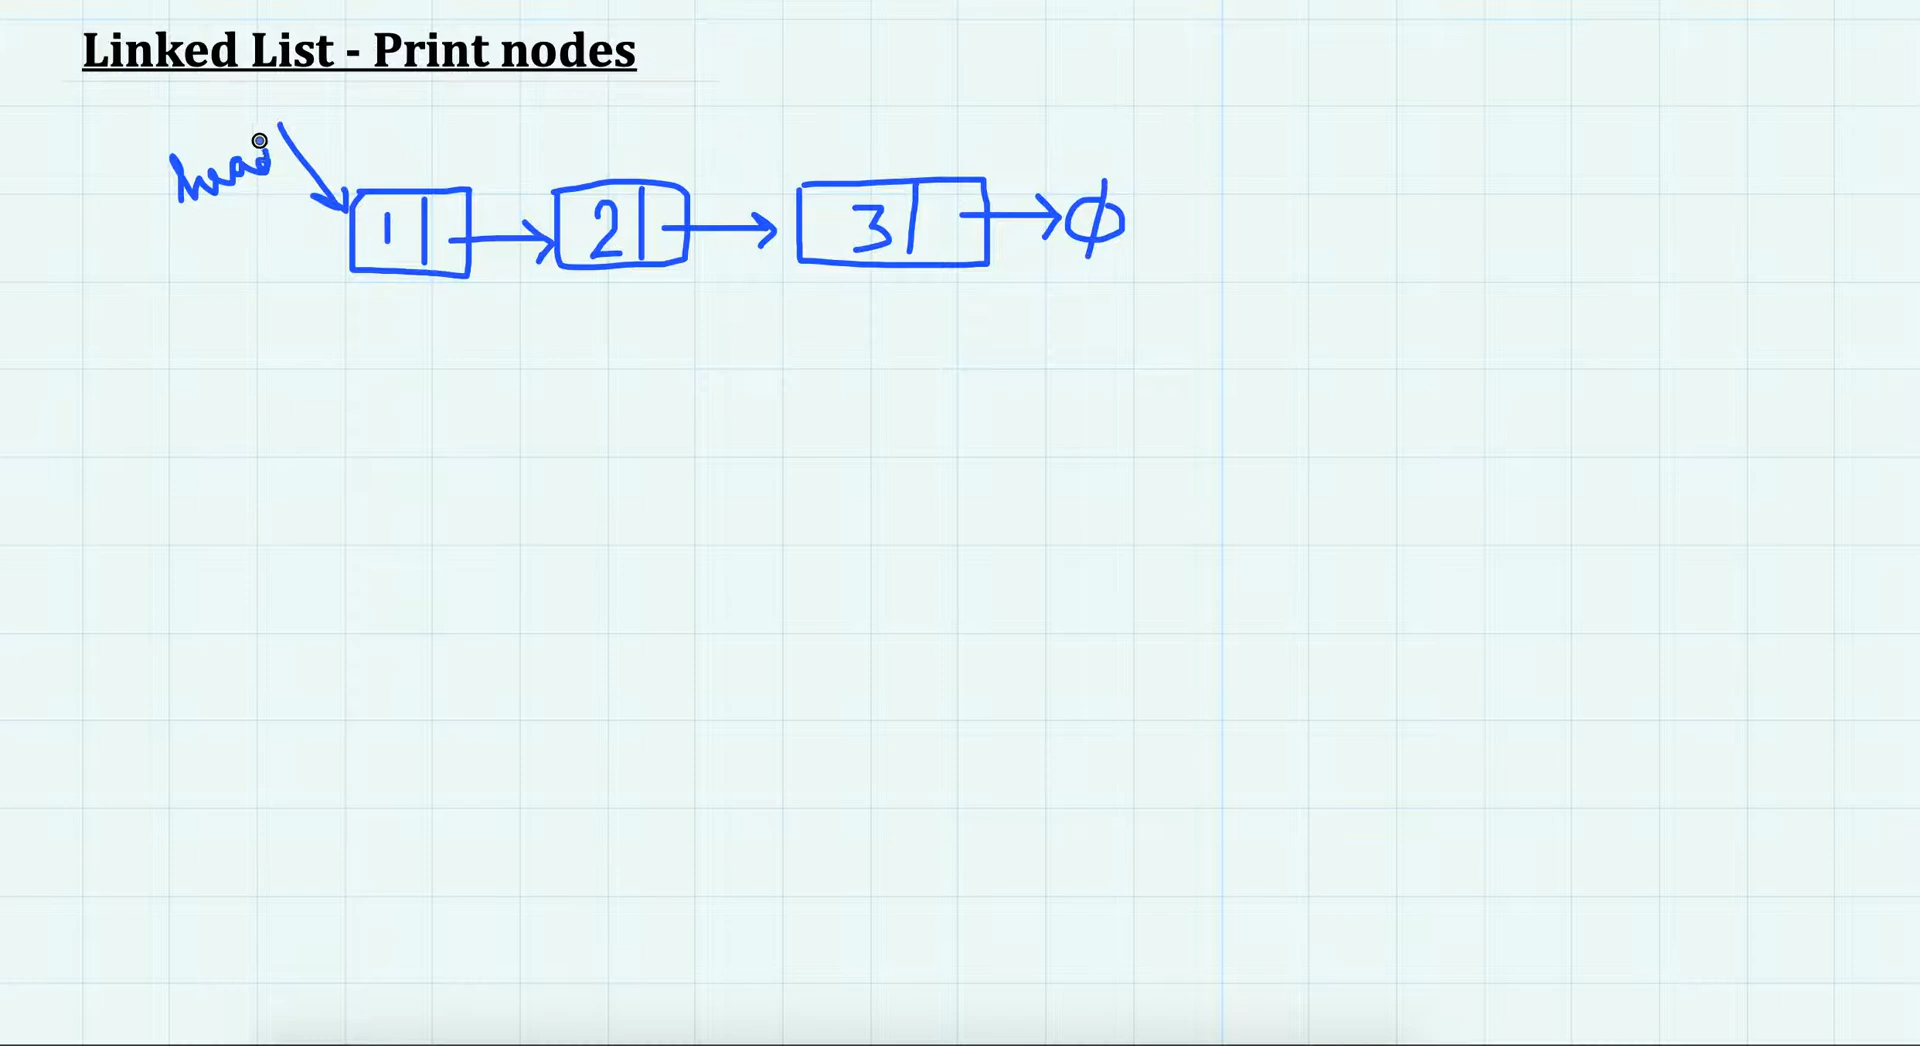 Linked List - Print nodes
head
1 2 3 ϕ